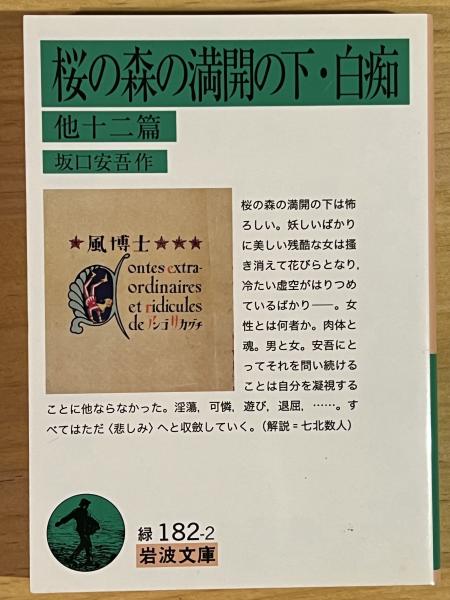 桜の森の満開の下・白痴
他十二篇
坂口安吾作
★風博士★★★
Contes extra-
ordinaires
et ridicules
de アンゴサカグチ
桜の森の満開の下は怖
ろしい。妖しいばかり
に美しい残酷な女は掻
き消えて花びらとなり,
冷たい虚空がはりつめ
ているばかり――。女
性とは何者か。肉体と
魂。男と女。安吾にと
ってそれを問い続ける
ことは自分を凝視する
ことに他ならなかった。淫蕩, 可憐, 遊び, 退屈, ……。す
べてはただ〈悲しみ〉へと収斂していく。(解説=七北数人)
緑 182-2
岩波文庫